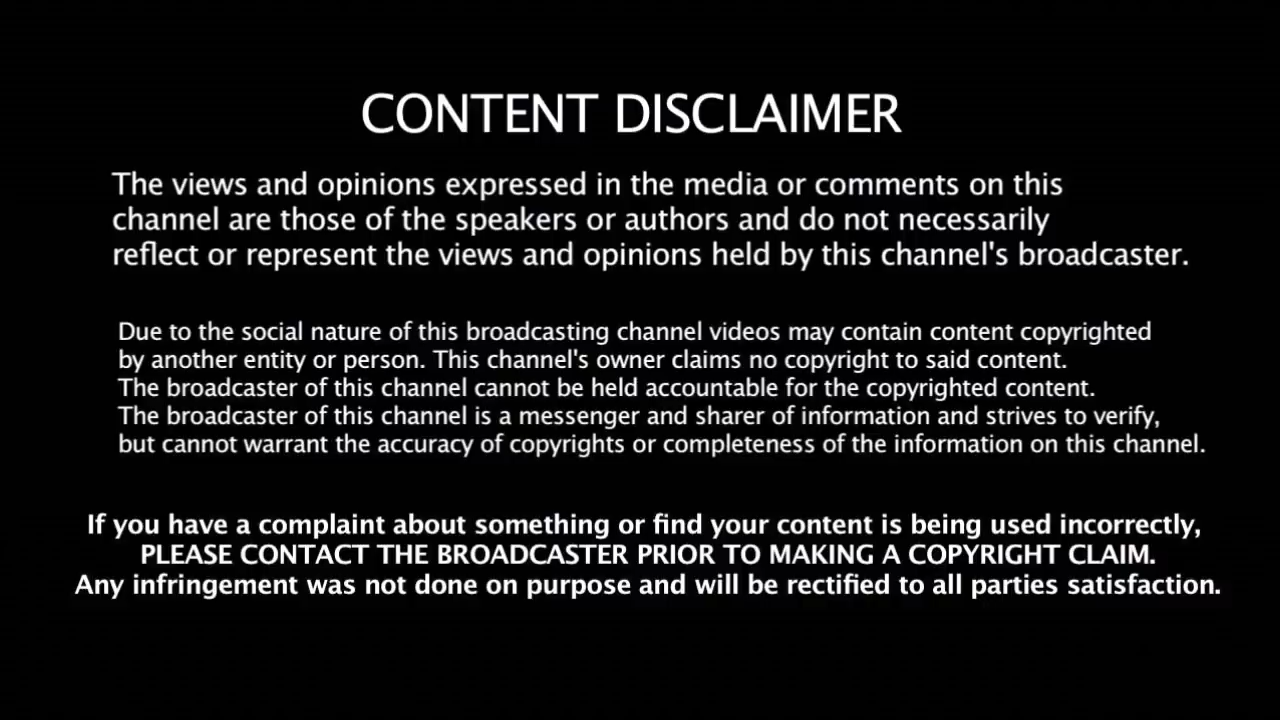 CONTENT DISCLAIMER
The views and opinions expressed in the media or comments on this
channel are those of the speakers or authors and do not necessarily
reflect or represent the views and opinions held by this channel's broadcaster.
Due to the social nature of this broadcasting channel videos may contain content copyrighted
by another entity or person. This channel's owner claims no copyright to said content.
The broadcaster of this channel cannot be held accountable for the copyrighted content.
The broadcaster of this channel is a messenger and sharer of information and strives to verify,
but cannot warrant the accuracy of copyrights or completeness of the information on this channel.
If you have a complaint about something or find your content is being used incorrectly,
PLEASE CONTACT THE BROADCASTER PRIOR TO MAKING A COPYRIGHT CLAIM.
Any infringement was not done on purpose and will be rectified to all parties satisfaction.